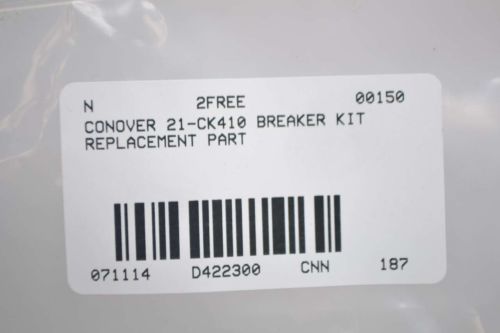 N 2FREE 00150
CONOVER 21-CK410 BREAKER KIT
REPLACEMENT PART
071114 D422300 CNN 187